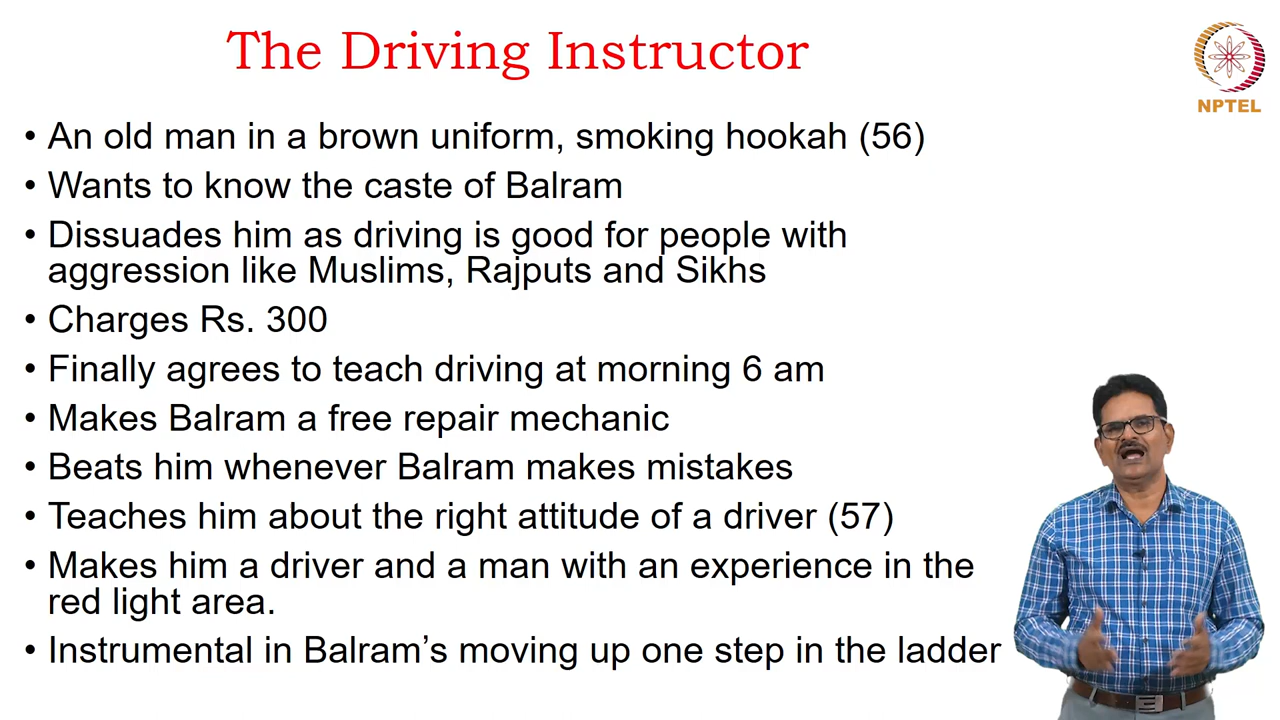 The Driving Instructor
NPTEL
• An old man in a brown uniform, smoking hookah (56)
• Wants to know the caste of Balram
• Dissuades him as driving is good for people with
aggression like Muslims, Rajputs and Sikhs
• Charges Rs. 300
• Finally agrees to teach driving at morning 6 am
• Makes Balram a free repair mechanic
• Beats him whenever Balram makes mistakes
• Teaches him about the right attitude of a driver (57)
• Makes him a driver and a man with an experience in the
red light area.
• Instrumental in Balram’s moving up one step in the ladder